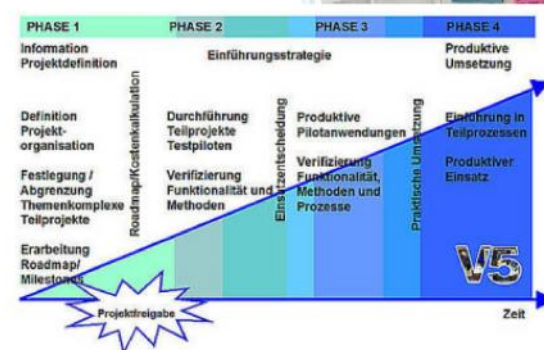 PHASE 1
PHASE 2
PHASE 3
PHASE 4
Information
Projektdefinition
Einführungsstrategie
Produktive
Umsetzung
Definition
Projekt-
organisation
Festlegung /
Abgrenzung
Themenkomplexe
Teilprojekte
Erarbeitung
Roadmap/
Milestones
Roadmap/Kostenkalkulation
Durchführung
Teilprojekte
Testpiloten
Verifizierung
Funktionalität und
Methoden
Einsatzentscheidung
Produktive
Pilotanwendungen
Verifizierung
Funktionalität,
Methoden und
Prozesse
Praktische Umsetzung
Einführung in
Teilprozessen
Produktiver
Einsatz
V5
Projektfreigabe
Zeit